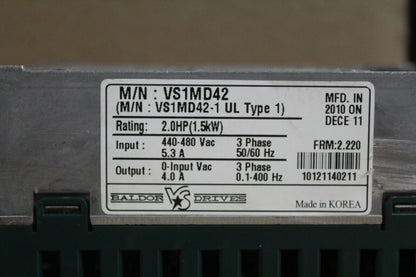 M/N : VS1MD42
(M/N : VS1MD42-1 UL Type 1)
MFD. IN
2010 ON
DECE 11
Rating: 2.0HP(1.5kW)
Input : 440-480 Vac 3 Phase
5.3 A 50/60 Hz
FRM:2.220
Output : 0-Input Vac 3 Phase
4.0 A 0.1-400 Hz
10121140211
BALDOR VS DRIVES
Made in KOREA